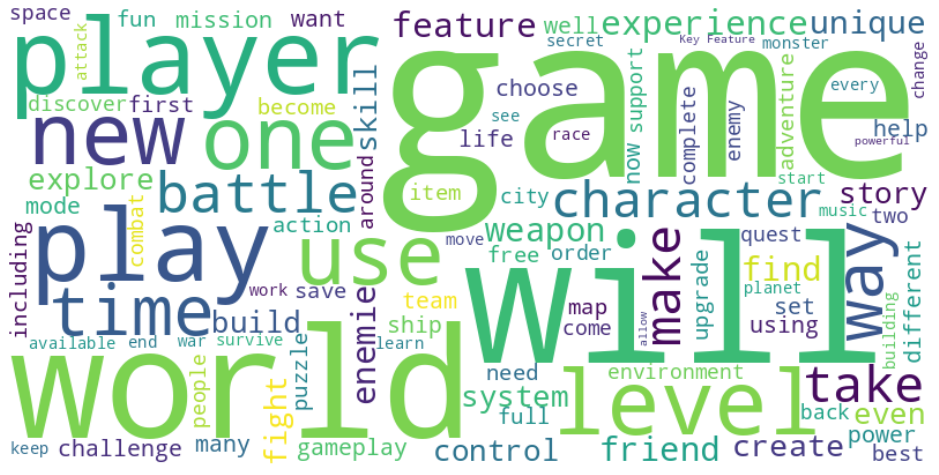 space
fun
mission
want
feature
well
experience
unique
player
attack
secret
Key Feature
monster
game
discover
first
become
skill
choose
now support
complete
enemy
adventure
every
change
new
one
see
race
life
help
powerful
explore
battle
around
item
city
character
start
story
mode
combat
action
use
weapon
move
free
order
make
quest
music
two
way
play
including
time
build
work
save
enemie
team
ship
will
map
come
upgrade
find
planet
set
using
building
different
available
end
war
survive
learn
allow
world
people
fight
puzzle
need
environment
system
full
level
take
back
even
power
keep
challenge
many
gameplay
control
friend
create
best